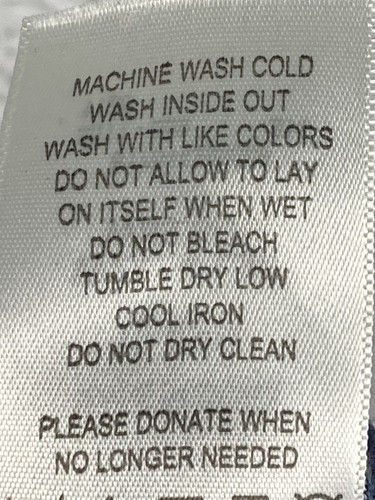 MACHINE WASH COLD
WASH INSIDE OUT
WASH WITH LIKE COLORS
DO NOT ALLOW TO LAY
ON ITSELF WHEN WET
DO NOT BLEACH
TUMBLE DRY LOW
COOL IRON
DO NOT DRY CLEAN
PLEASE DONATE WHEN
NO LONGER NEEDED